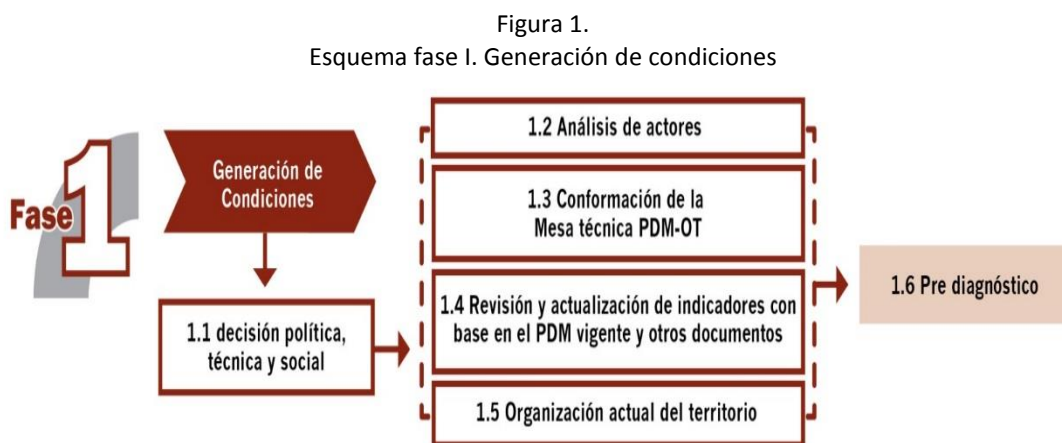 Figura 1.
Esquema fase I. Generación de condiciones
Fase 1
Generación de
Condiciones
1.1 decisión política,
técnica y social
1.2 Análisis de actores
1.3 Conformación de la
Mesa técnica PDM-OT
1.4 Revisión y actualización de indicadores con
base en el PDM vigente y otros documentos
1.5 Organización actual del territorio
1.6 Pre diagnóstico